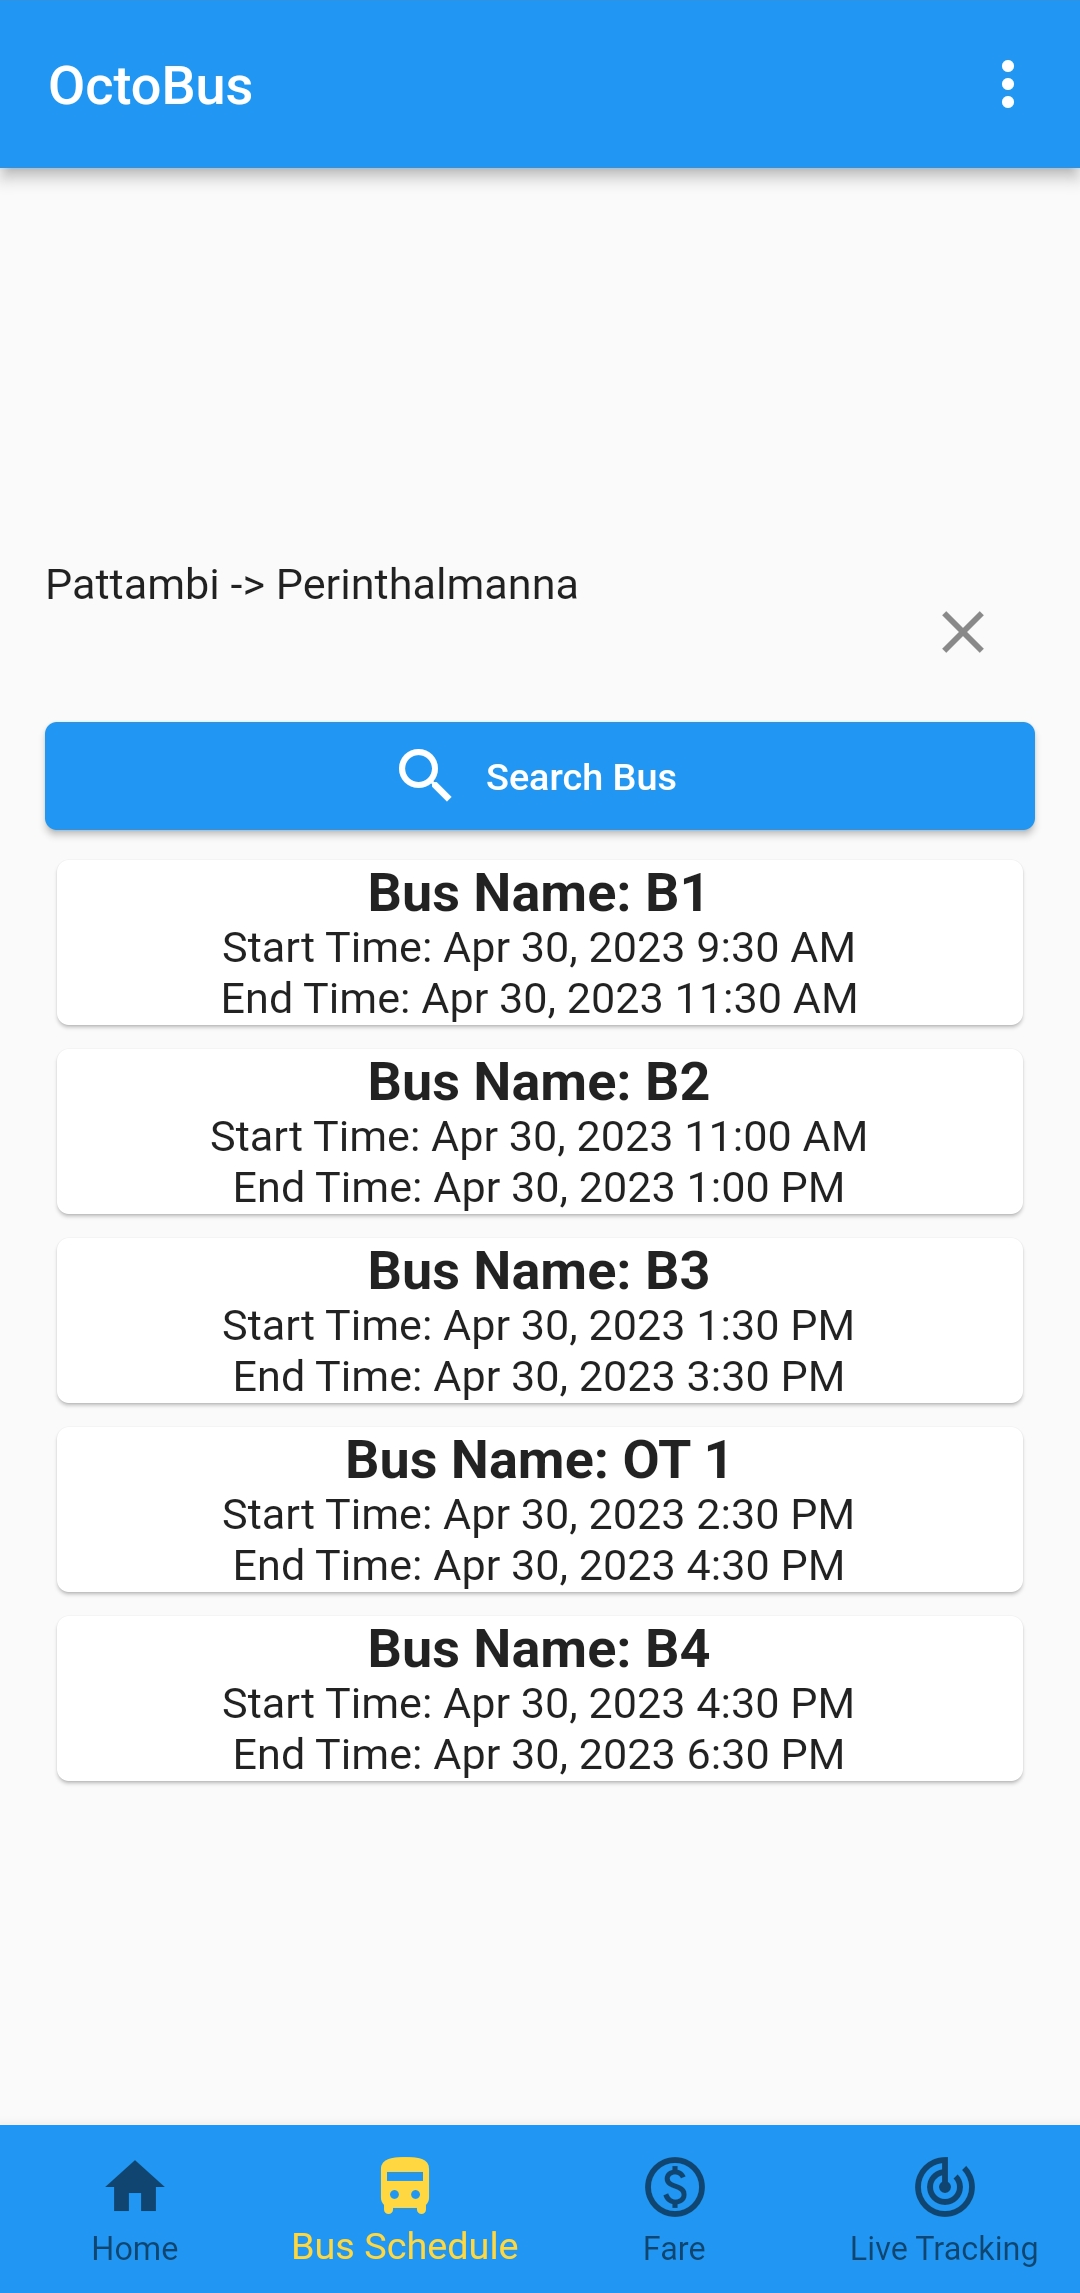 OctoBus
Pattambi -> Perinthalmanna
Search Bus
Bus Name: B1
Start Time: Apr 30, 2023 9:30 AM
End Time: Apr 30, 2023 11:30 AM
Bus Name: B2
Start Time: Apr 30, 2023 11:00 AM
End Time: Apr 30, 2023 1:00 PM
Bus Name: B3
Start Time: Apr 30, 2023 1:30 PM
End Time: Apr 30, 2023 3:30 PM
Bus Name: OT 1
Start Time: Apr 30, 2023 2:30 PM
End Time: Apr 30, 2023 4:30 PM
Bus Name: B4
Start Time: Apr 30, 2023 4:30 PM
End Time: Apr 30, 2023 6:30 PM
Home
Bus Schedule
Fare
Live Tracking